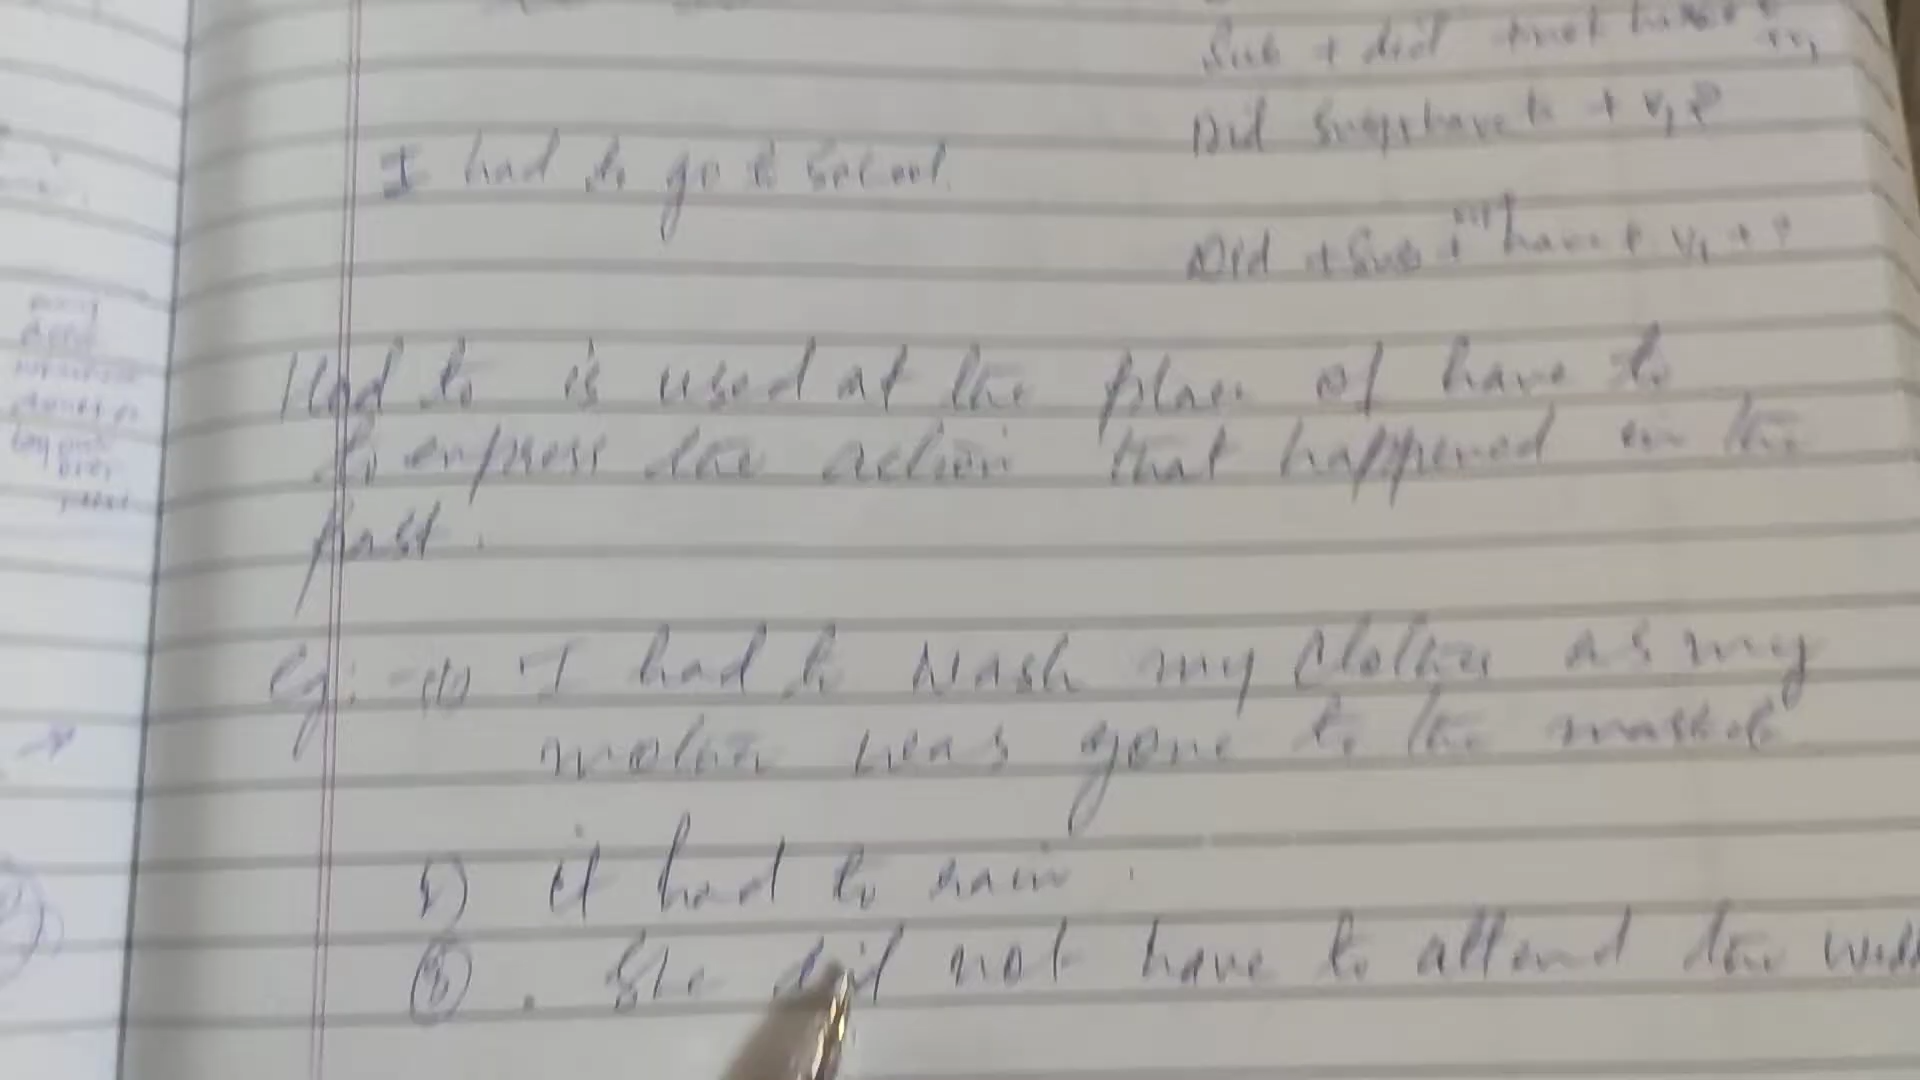 Sub + did + not have t
+v1
Did Sub + have to + v1?
I had to go to School.
not
Did + Sub + have t v1 + ?
Had to is used at the place of have to
to express the action that happened in the
past.
eg: - (1) I had to wash my clothes as my
mother was gone to the market
2) it had to rain.
3. She did not have to attend the wedd